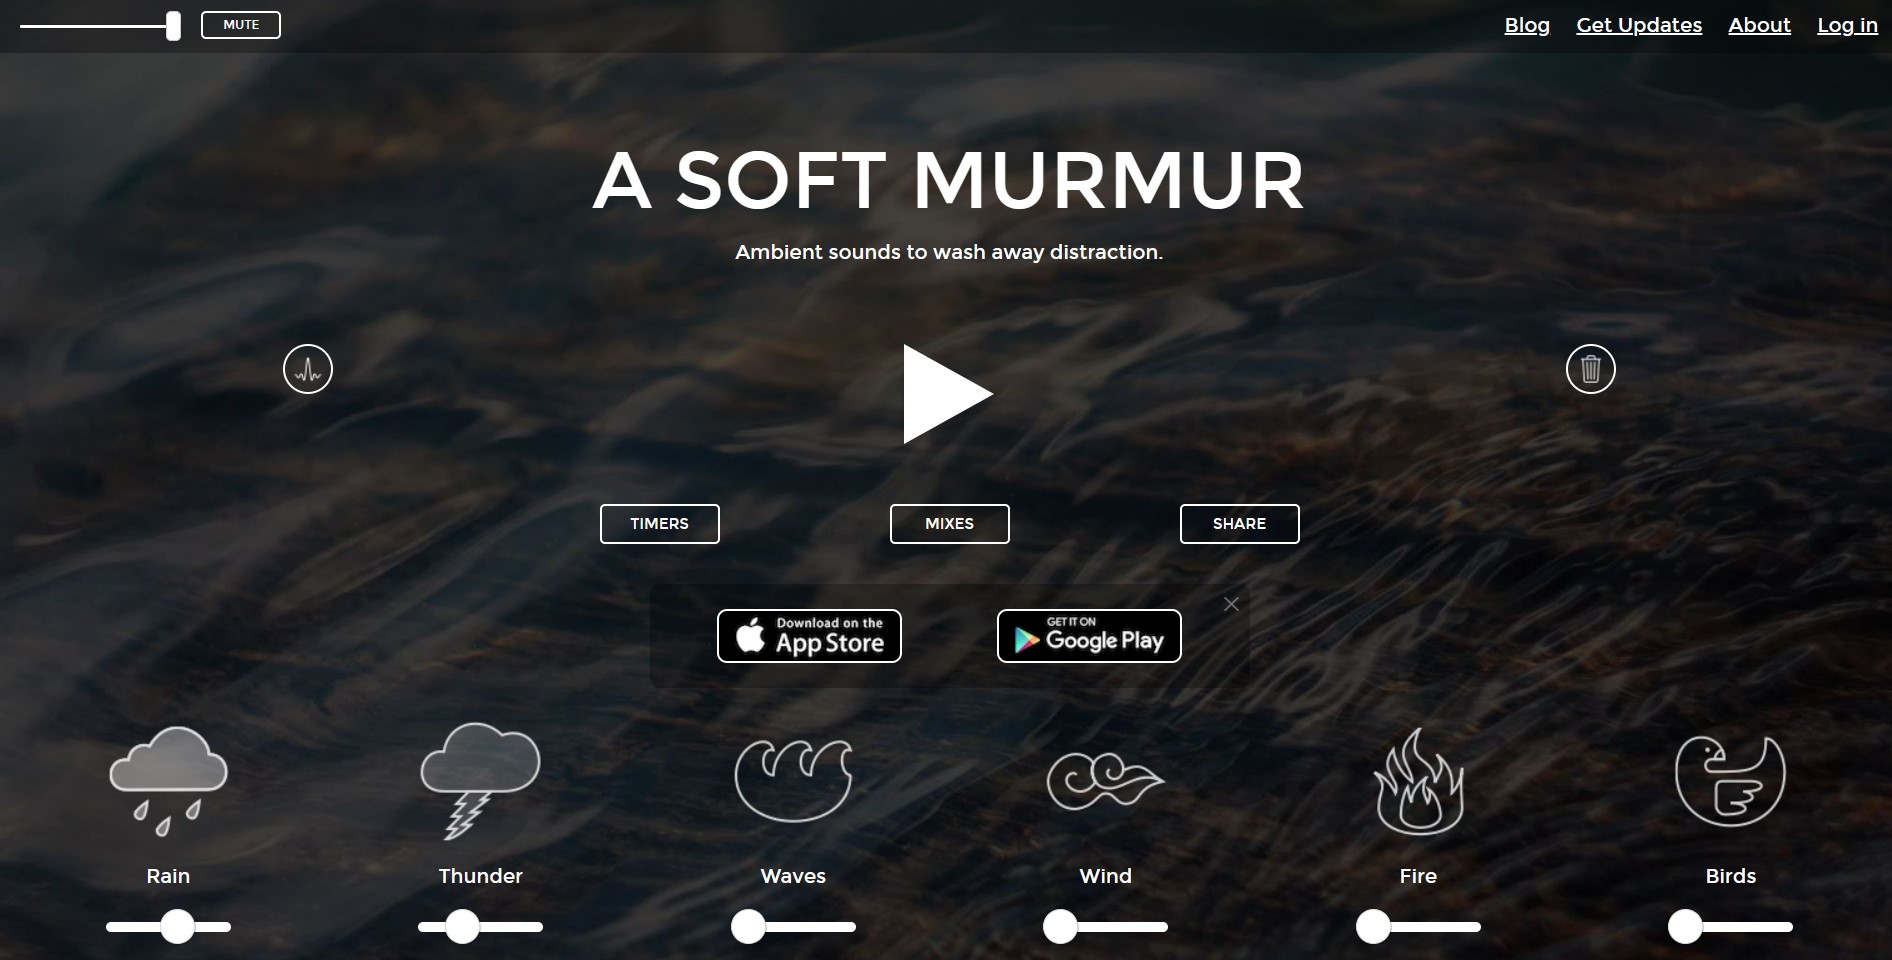 MUTE
Blog
Get Updates
About
Log in
A SOFT MURMUR
Ambient sounds to wash away distraction.
TIMERS
MIXES
SHARE
Download on the
App Store
GET IT ON
Google Play
Rain
Thunder
Waves
Wind
Fire
Birds